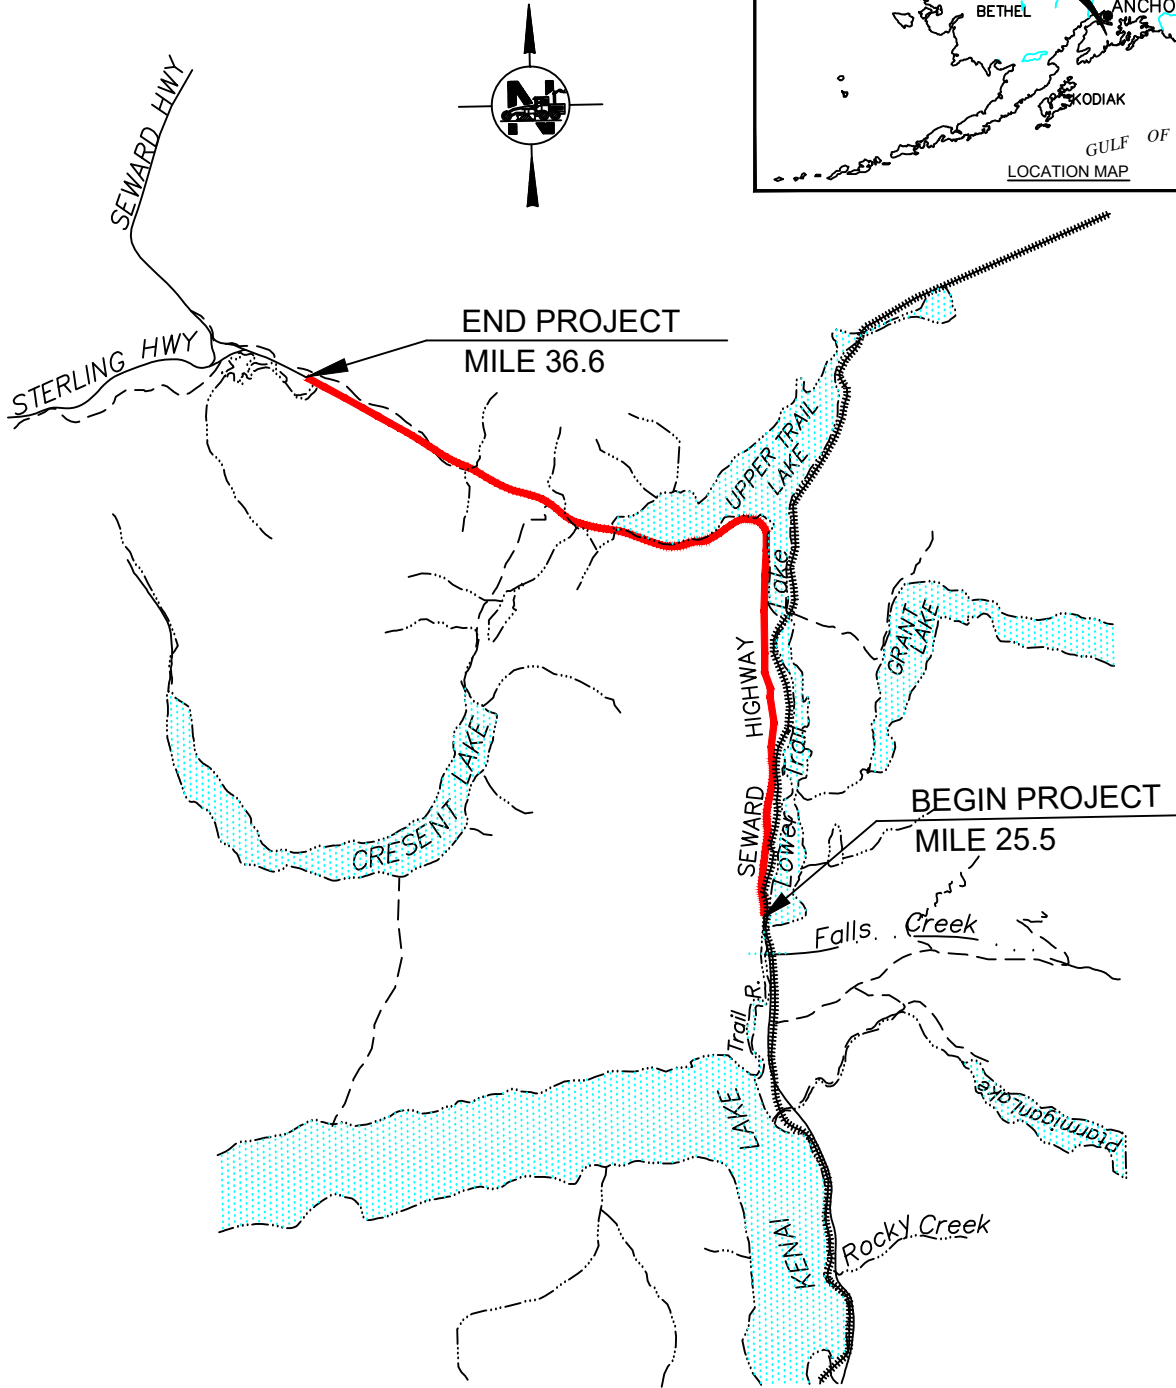 BETHEL
ANCHO
KODIAK
GULF OF
LOCATION MAP
N
SEWARD HWY
STERLING HWY
END PROJECT
MILE 36.6
UPPER TRAIL
LAKE
Lower Trail Lake
GRANT
LAKE
SEWARD HIGHWAY
CRESENT LAKE
BEGIN PROJECT
MILE 25.5
Falls Creek
Trail R.
KENAI LAKE
PtarmiganLake
Rocky Creek